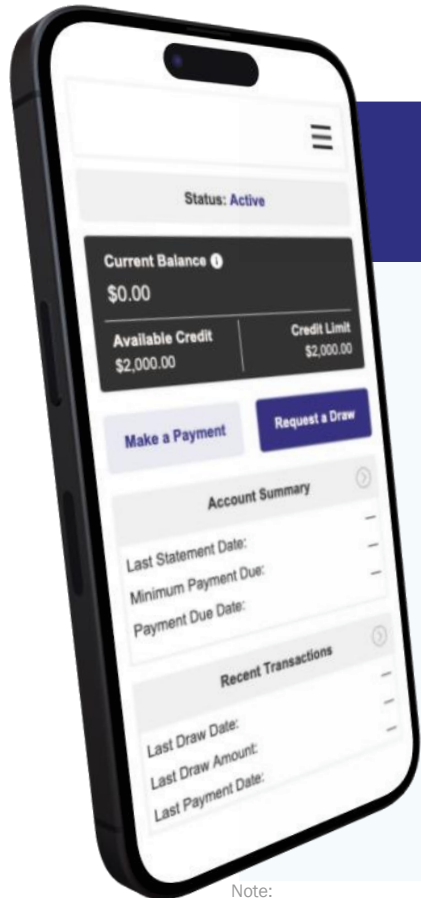 Status: Active
Current Balance
$0.00
Available Credit Credit Limit
$2,000.00 $2,000.00
Make a Payment Request a Draw
Account Summary
Last Statement Date: —
Minimum Payment Due: —
Payment Due Date: —
Recent Transactions
Last Draw Date: —
Last Draw Amount: —
Last Payment Date: —
Note: